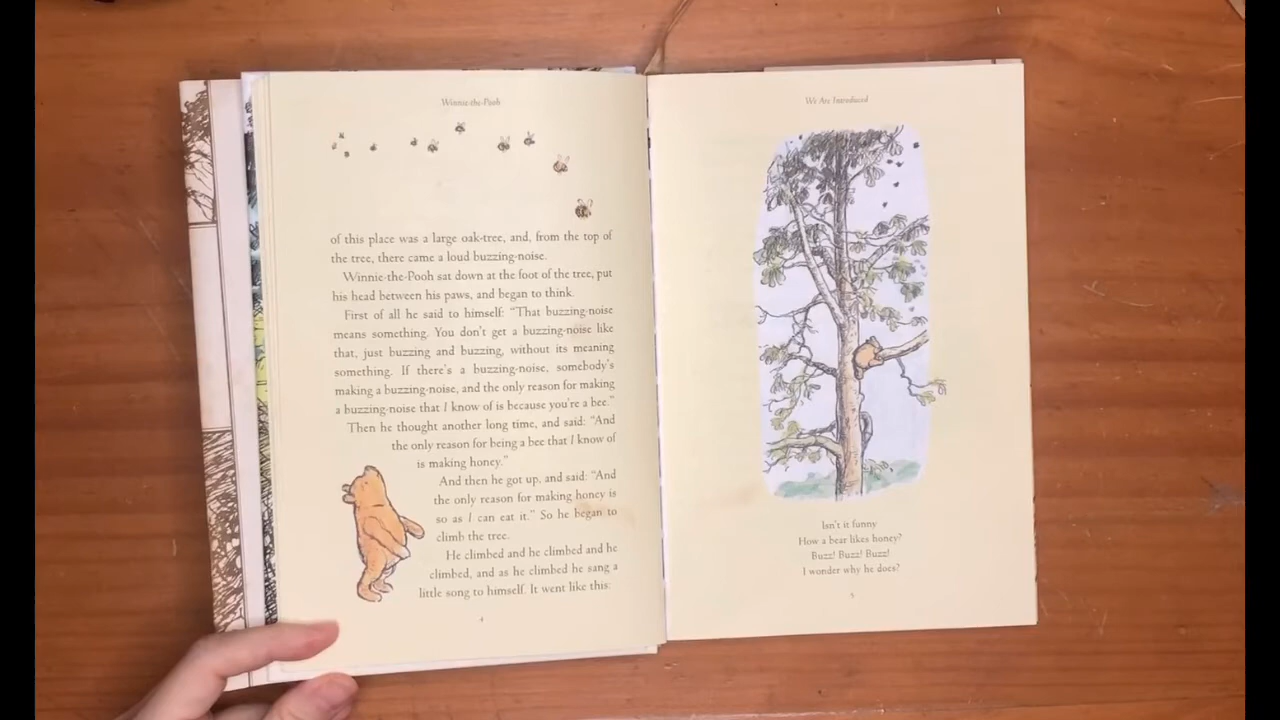 Winnie-the-Pooh
of this place was a large oak-tree, and, from the top of
the tree, there came a loud buzzing-noise.
Winnie-the-Pooh sat down at the foot of the tree, put
his head between his paws, and began to think.
First of all he said to himself: “That buzzing-noise
means something. You don’t get a buzzing-noise like
that, just buzzing and buzzing, without its meaning
something. If there’s a buzzing-noise, somebody’s
making a buzzing-noise, and the only reason for making
a buzzing-noise that I know of is because you’re a bee.”
Then he thought another long time, and said: “And
the only reason for being a bee that I know of
is making honey.”
And then he got up, and said: “And
the only reason for making honey is
so as I can eat it.” So he began to
climb the tree.
He climbed and he climbed and he
climbed, and as he climbed he sang a
little song to himself. It went like this:
4
We Are Introduced
Isn’t it funny
How a bear likes honey?
Buzz! Buzz! Buzz!
I wonder why he does?
5